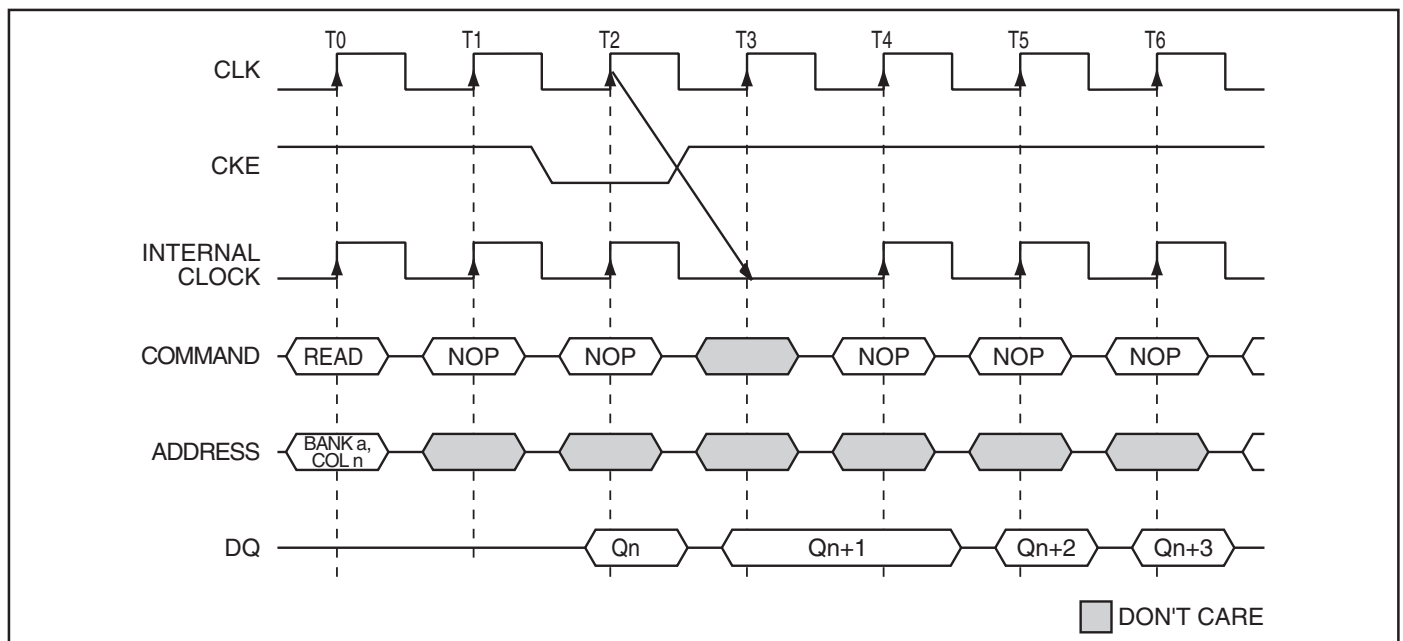 T0 T1 T2 T3 T4 T5 T6
CLK
CKE
INTERNAL
CLOCK
COMMAND READ NOP NOP NOP NOP NOP
ADDRESS BANK a,
COL n
DQ Qn Qn+1 Qn+2 Qn+3
DON'T CARE